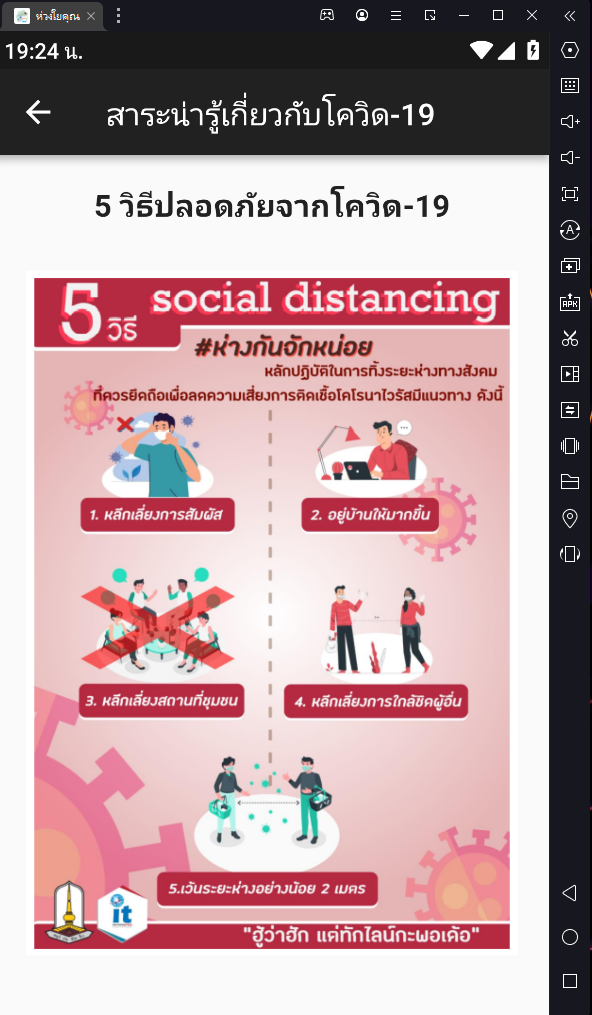 ห่วงใยคุณ
19:24 น.
สาระน่ารู้เกี่ยวกับโควิด-19
5 วิธีปลอดภัยจากโควิด-19
5 วิธี social distancing
#ห่างกันจักหน่อย
หลักปฏิบัติในการทิ้งระยะห่างทางสังคม
ที่ควรยึดถือเพื่อลดความเสี่ยงการติดเชื้อโคโรนาไวรัสมีแนวทาง ดังนี้
1. หลีกเลี่ยงการสัมผัส
2. อยู่บ้านให้มากขึ้น
3. หลีกเลี่ยงสถานที่ชุมชน
4. หลีกเลี่ยงการใกล้ชิดผู้อื่น
5.เว้นระยะห่างอย่างน้อย 2 เมตร
it
"ฮู้ว่าฮัก แค่ทักไลน์กะพอเด้อ"
A
APK